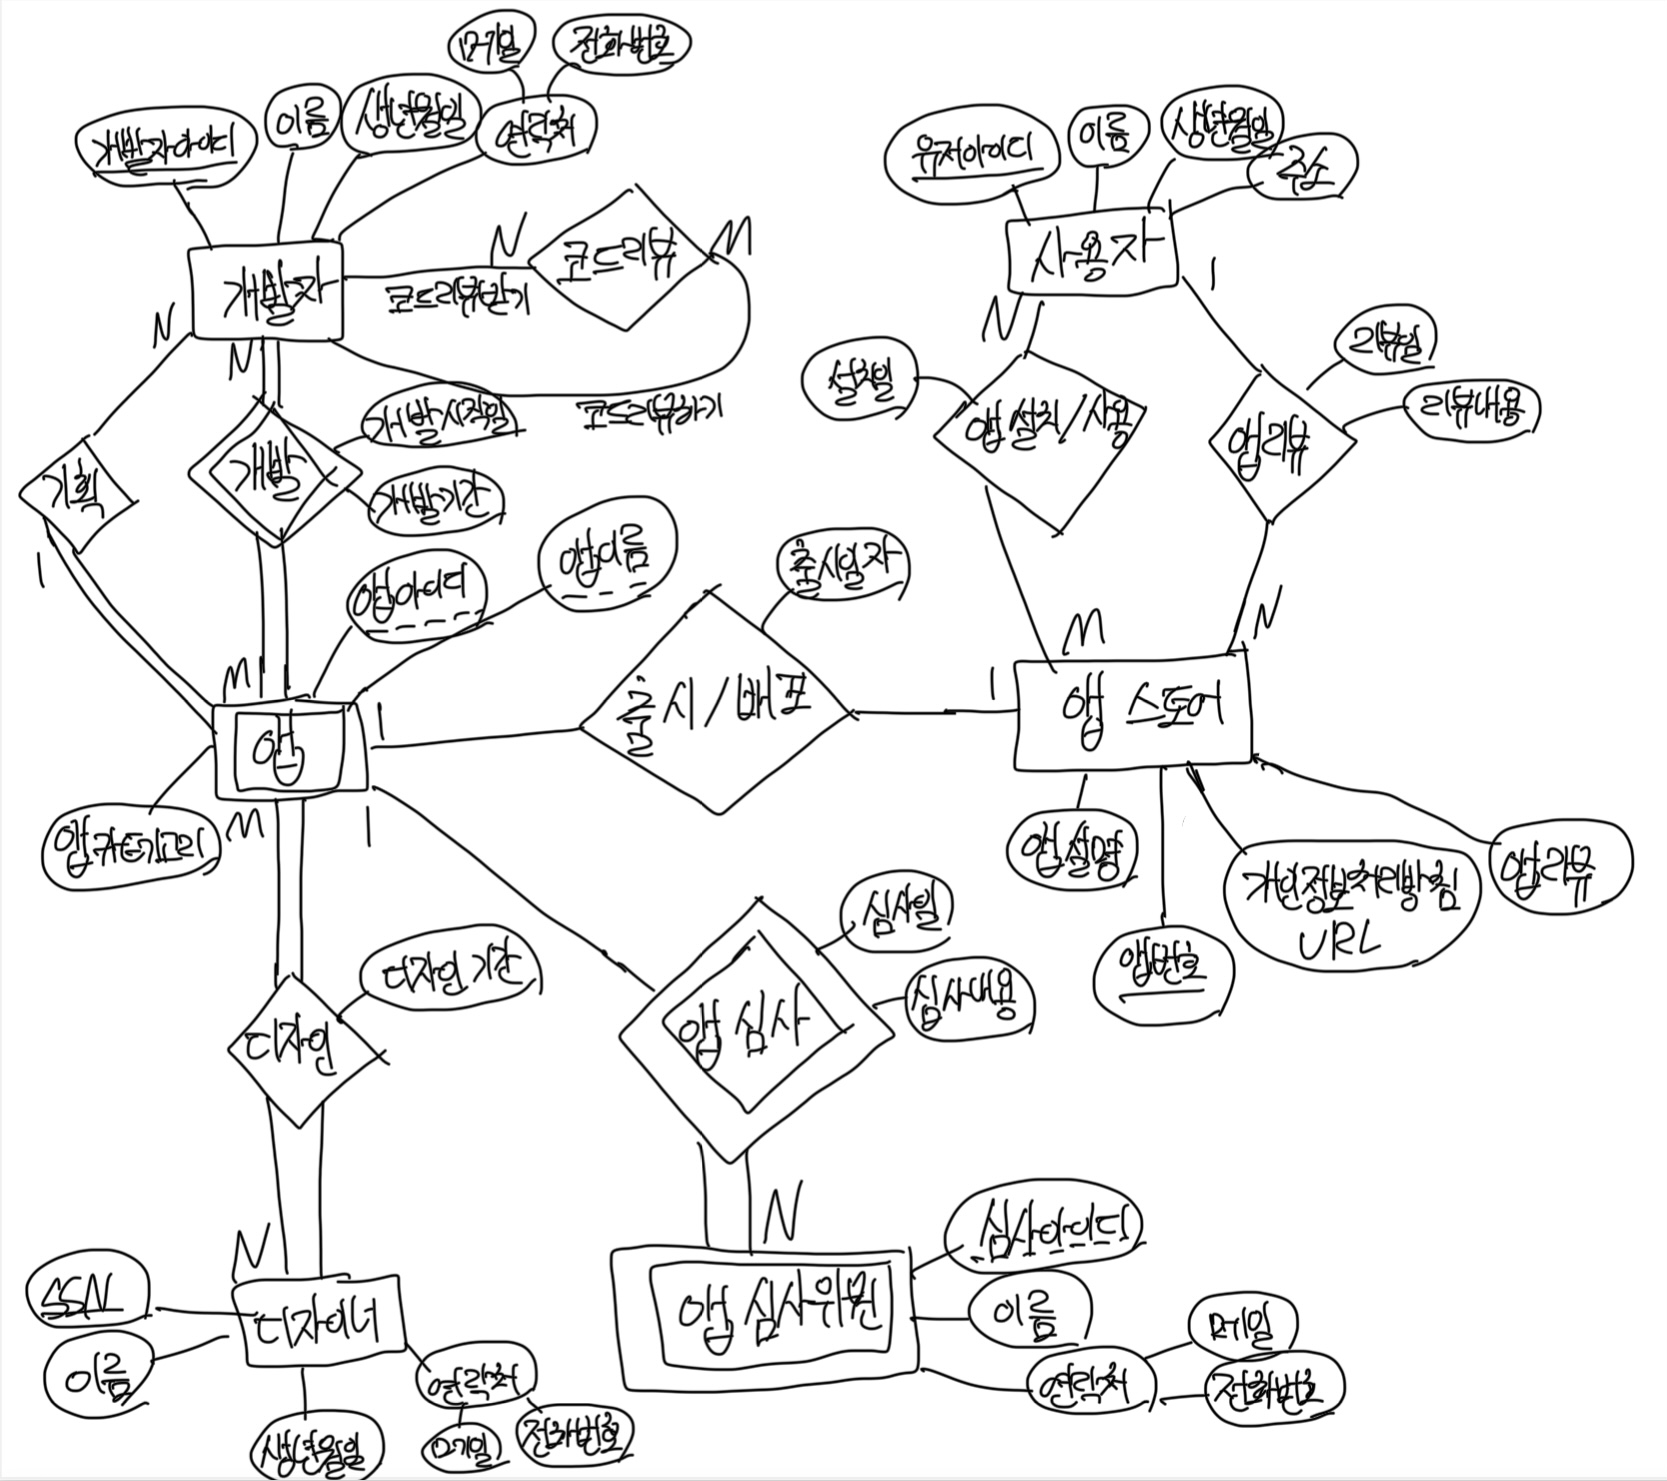 메일
전화번호
개발자아이디
이름
생년월일
연락처
유저아이디
이름
생년월일
주소
개발자
N
코드리뷰
M
코드리뷰받기
사용자
N
N
1
N
설치일
리뷰일
개발시작일
코드리뷰하기
앱 설치/사용
앱리뷰
리뷰내용
기획
개발
개발기간
1
앱아이디
앱이름
출시일자
M
N
M
1
출시/배포
1
앱 스토어
앱
앱카테고리
M
1
앱설명
개인정보처리방침
URL
앱리뷰
앱번호
심사일
디자인기간
심사내용
디자인
앱 심사
N
N
심사아이디
SSN
디자이너
앱 심사위원
이름
이름
연락처
메일
전화번호
연락처
생년월일
메일
전화번호